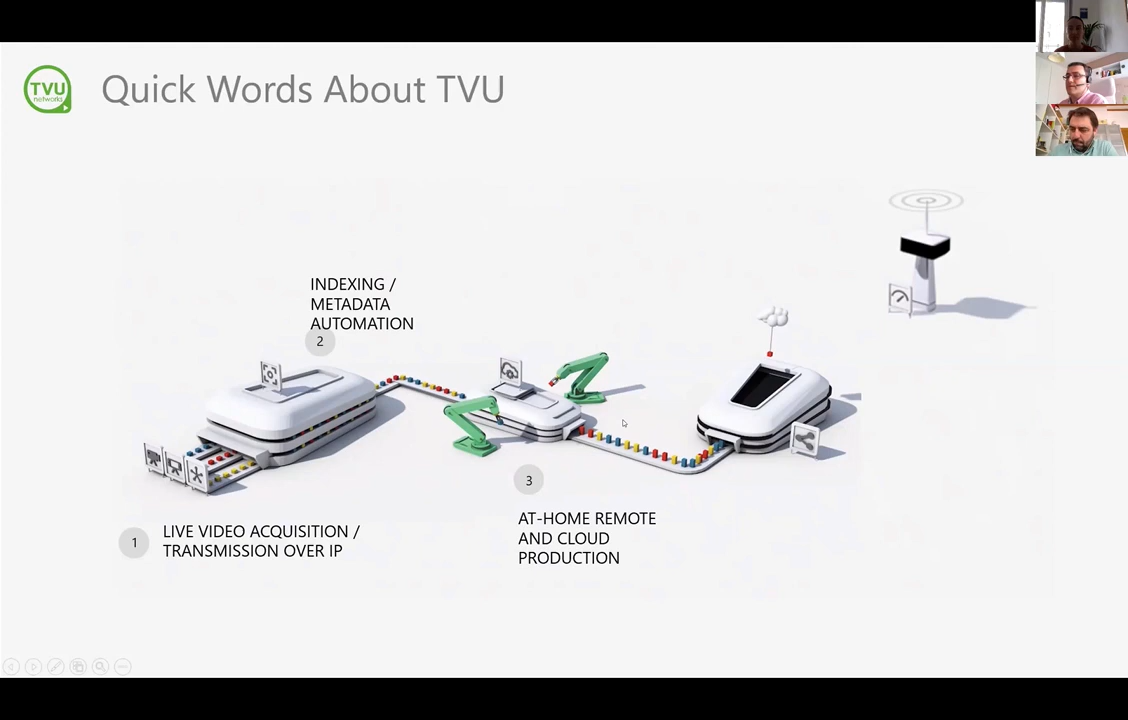 TVU
networks
Quick Words About TVU
INDEXING /
METADATA
AUTOMATION
2
3
1
LIVE VIDEO ACQUISITION /
TRANSMISSION OVER IP
AT-HOME REMOTE
AND CLOUD
PRODUCTION